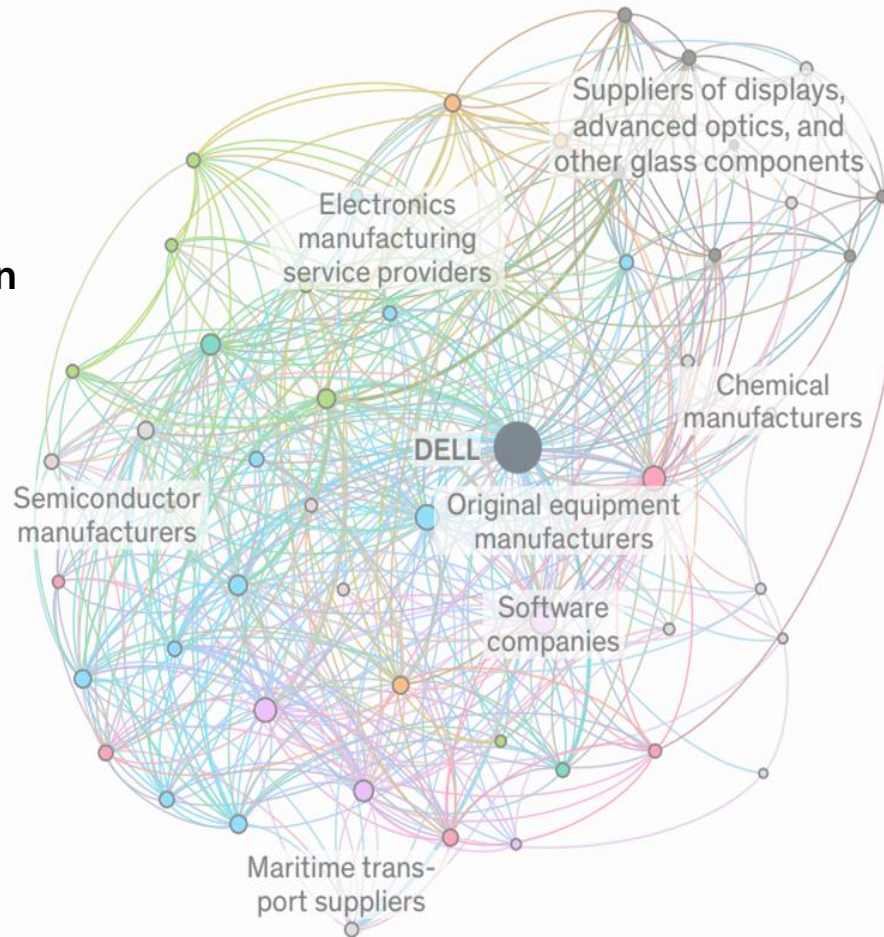 Suppliers of displays,
advanced optics, and
other glass components
Electronics
manufacturing
service providers
n
Chemical
manufacturers
DELL
Semiconductor
manufacturers
Original equipment
manufacturers
Software
companies
Maritime trans-
port suppliers